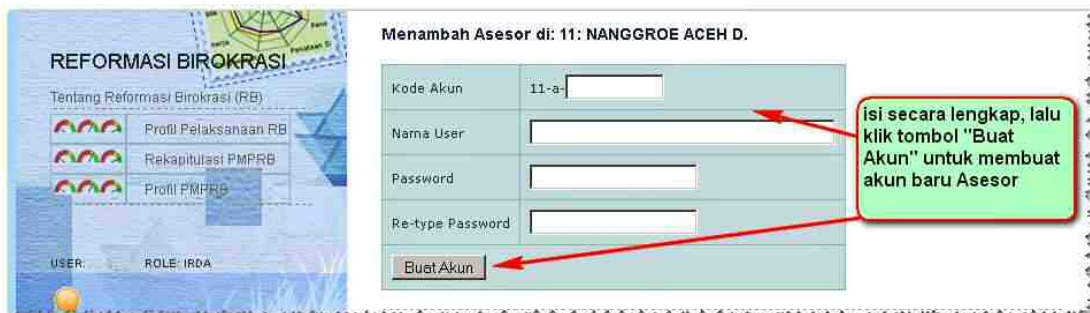 REFORMASI BIROKRASI
Tentang Reformasi Birokrasi (RB)
Profil Pelaksanaan RB
Rekapitulasi PMPRB
Profil PMPRB
USER: ROLE: IRDA
Menambah Asesor di: 11: NANGGROE ACEH D.
Kode Akun 11-a-
Nama User
Password
Re-type Password
Buat Akun
isi secara lengkap, lalu
klik tombol "Buat
Akun" untuk membuat
akun baru Asesor